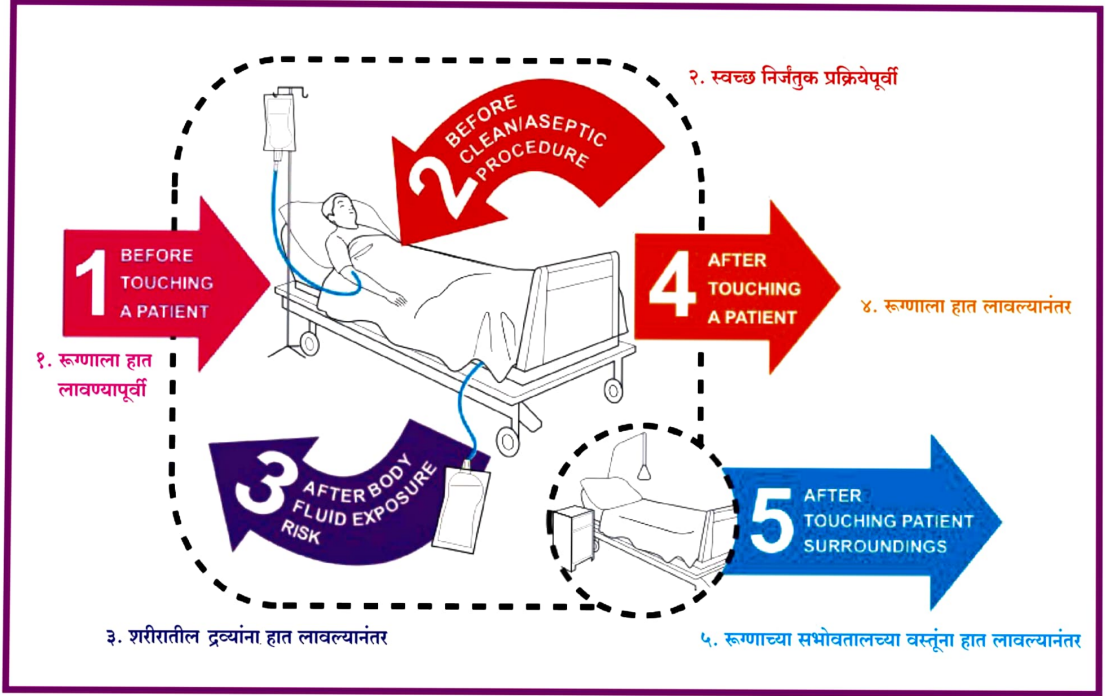 1
BEFORE
TOUCHING
A PATIENT
१. रूग्णाला हात
लावण्यापूर्वी
2
BEFORE
CLEAN/ASEPTIC
PROCEDURE
२. स्वच्छ निर्जंतुक प्रक्रियेपूर्वी
3
AFTER BODY
FLUID EXPOSURE
RISK
३. शरीरातील द्रव्यांना हात लावल्यानंतर
4
AFTER
TOUCHING
A PATIENT
४. रूग्णाला हात लावल्यानंतर
5
AFTER
TOUCHING PATIENT
SURROUNDINGS
५. रूग्णाच्या सभोवतालच्या वस्तूंना हात लावल्यानंतर